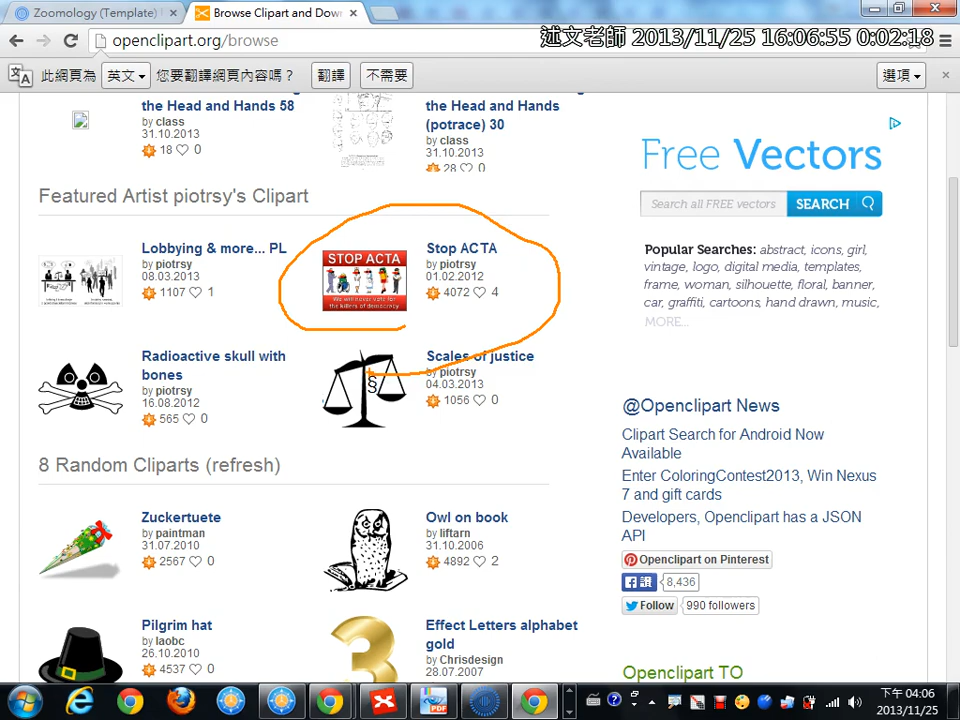 Zoomology (Template)
Browse Clipart and Dow
openclipart.org/browse
述文老師 2013/11/25 16:06:55 0:02:18
此網頁為 英文 您要翻譯網頁內容嗎？ 翻譯 不需要 選項
the Head and Hands 58
by class
31.10.2013
18 0
the Head and Hands
(potrace) 30
by class
31.10.2013
28 0
Featured Artist piotrsy's Clipart
Lobbying & more... PL
by piotrsy
08.03.2013
1107 1
STOP ACTA
We will never vote for
the killers of democracy
Stop ACTA
by piotrsy
01.02.2012
4072 4
Radioactive skull with
bones
by piotrsy
16.08.2012
565 0
§
Scales of justice
by piotrsy
04.03.2013
1056 0
8 Random Cliparts (refresh)
Zuckertuete
by paintman
31.07.2010
2567 0
Owl on book
by liftarn
31.10.2006
4892 2
Pilgrim hat
by laobc
26.10.2010
4537 0
3
Effect Letters alphabet
gold
by Chrisdesign
28.07.2007
Free Vectors
Search all FREE vectors SEARCH
Popular Searches: abstract, icons, girl,
vintage, logo, digital media, templates,
frame, woman, silhouette, floral, banner,
car, graffiti, cartoons, hand drawn, music,
MORE...
@Openclipart News
Clipart Search for Android Now
Available
Enter ColoringContest2013, Win Nexus
7 and gift cards
Developers, Openclipart has a JSON
API
Openclipart on Pinterest
讚 8,436
Follow 990 followers
Openclipart TO
PDF
下午 04:06
2013/11/25